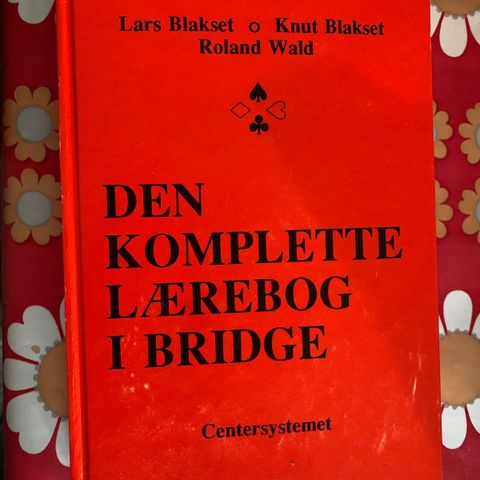 Lars Blakset o Knut Blakset
Roland Wald
DEN
KOMPLETTE
LÆREBOG
I BRIDGE
Centersystemet